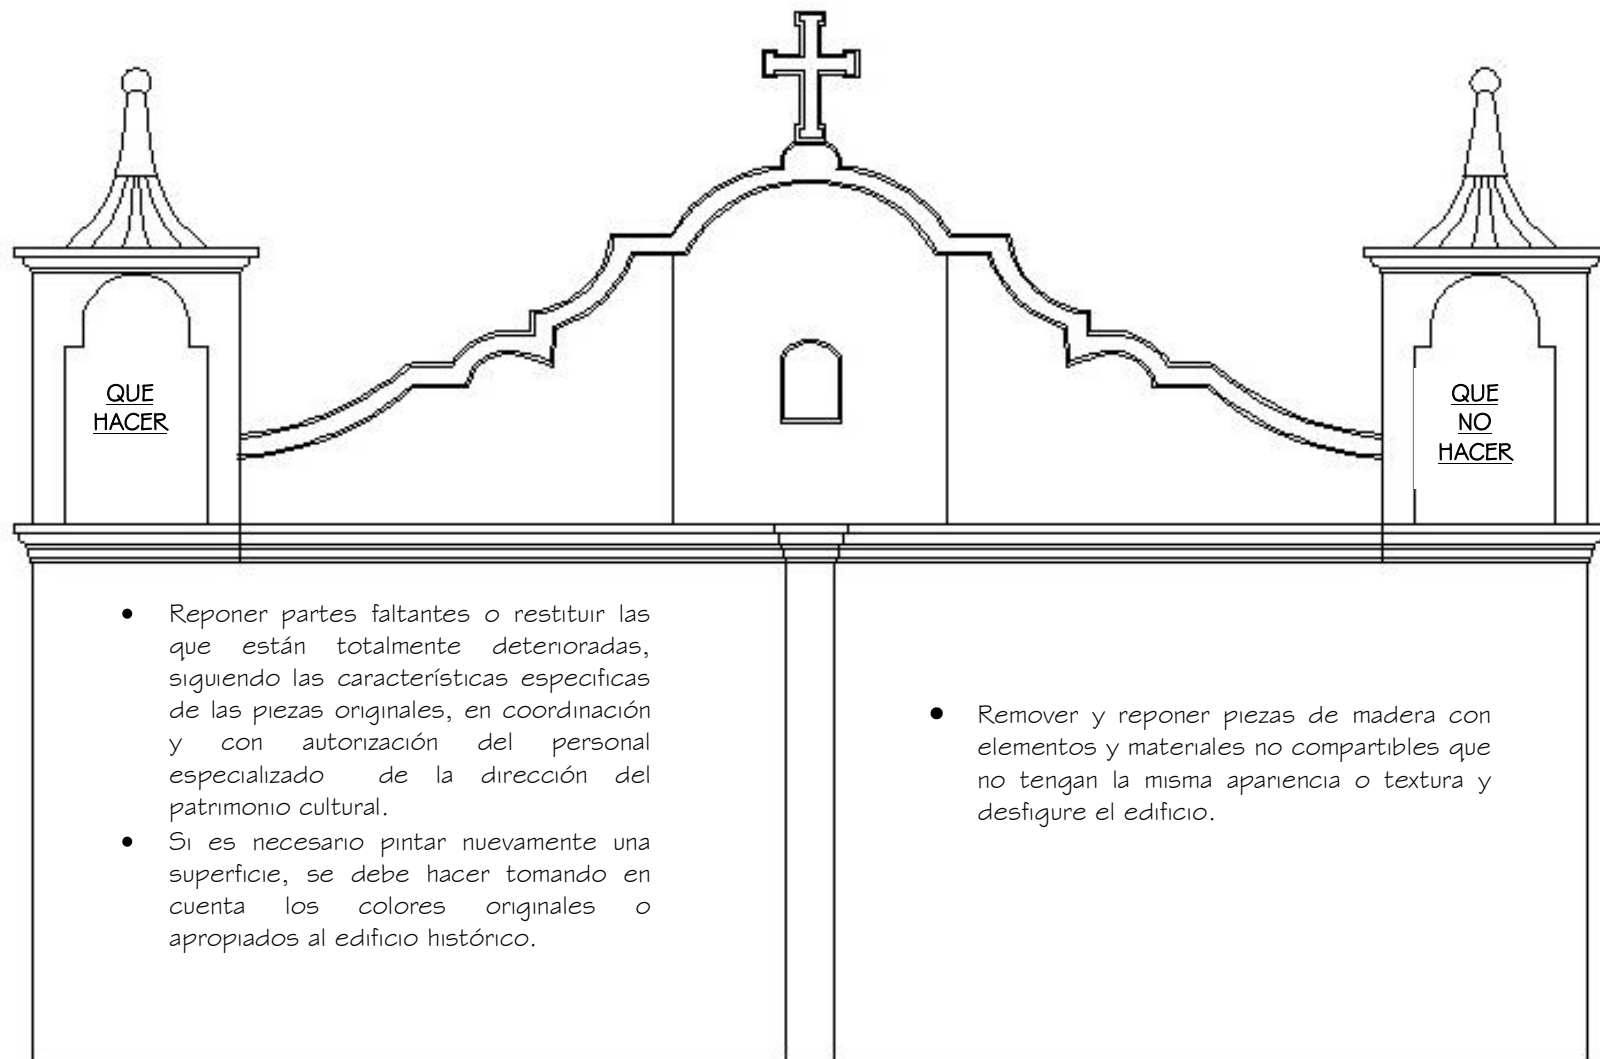 QUE
HACER
QUE
NO
HACER
• Reponer partes faltantes o restituir las
que están totalmente deterioradas,
siguiendo las características especificas
de las piezas originales, en coordinación
y con autorización del personal
especializado de la dirección del
patrimonio cultural.
• Si es necesario pintar nuevamente una
superficie, se debe hacer tomando en
cuenta los colores originales o
apropiados al edificio histórico.
• Remover y reponer piezas de madera con
elementos y materiales no compartibles que
no tengan la misma apariencia o textura y
desfigure el edificio.